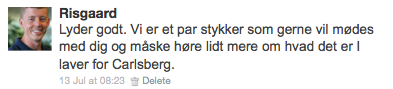 Risgaard
Lyder godt. Vi er et par stykker som gerne vil mødes
med dig og måske høre lidt mere om hvad det er I
laver for Carlsberg.
13 Jul at 08:23 Delete